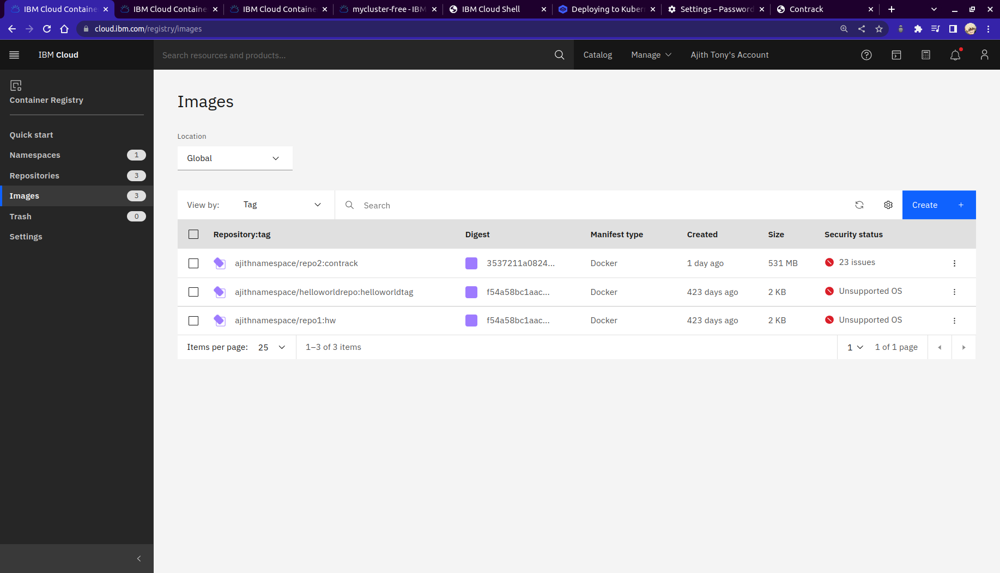 IBM Cloud Containe
IBM Cloud Containe
IBM Cloud Containe
mycluster-free - IBM
IBM Cloud Shell
Deploying to Kubern
Settings – Password
Contrack
cloud.ibm.com/registry/images
IBM Cloud
Search resources and products...
Catalog
Manage
Ajith Tony's Account
Container Registry
Quick start
Namespaces 1
Repositories 3
Images 3
Trash 0
Settings
Images
Location
Global
View by: Tag
Search
Create +
Repository:tag Digest Manifest type Created Size Security status
ajithnamespace/repo2:contrack 3537211a0824... Docker 1 day ago 531 MB 23 issues
ajithnamespace/helloworldrepo:helloworldtag f54a58bc1aac... Docker 423 days ago 2 KB Unsupported OS
ajithnamespace/repo1:hw f54a58bc1aac... Docker 423 days ago 2 KB Unsupported OS
Items per page: 25 1–3 of 3 items 1 1 of 1 page